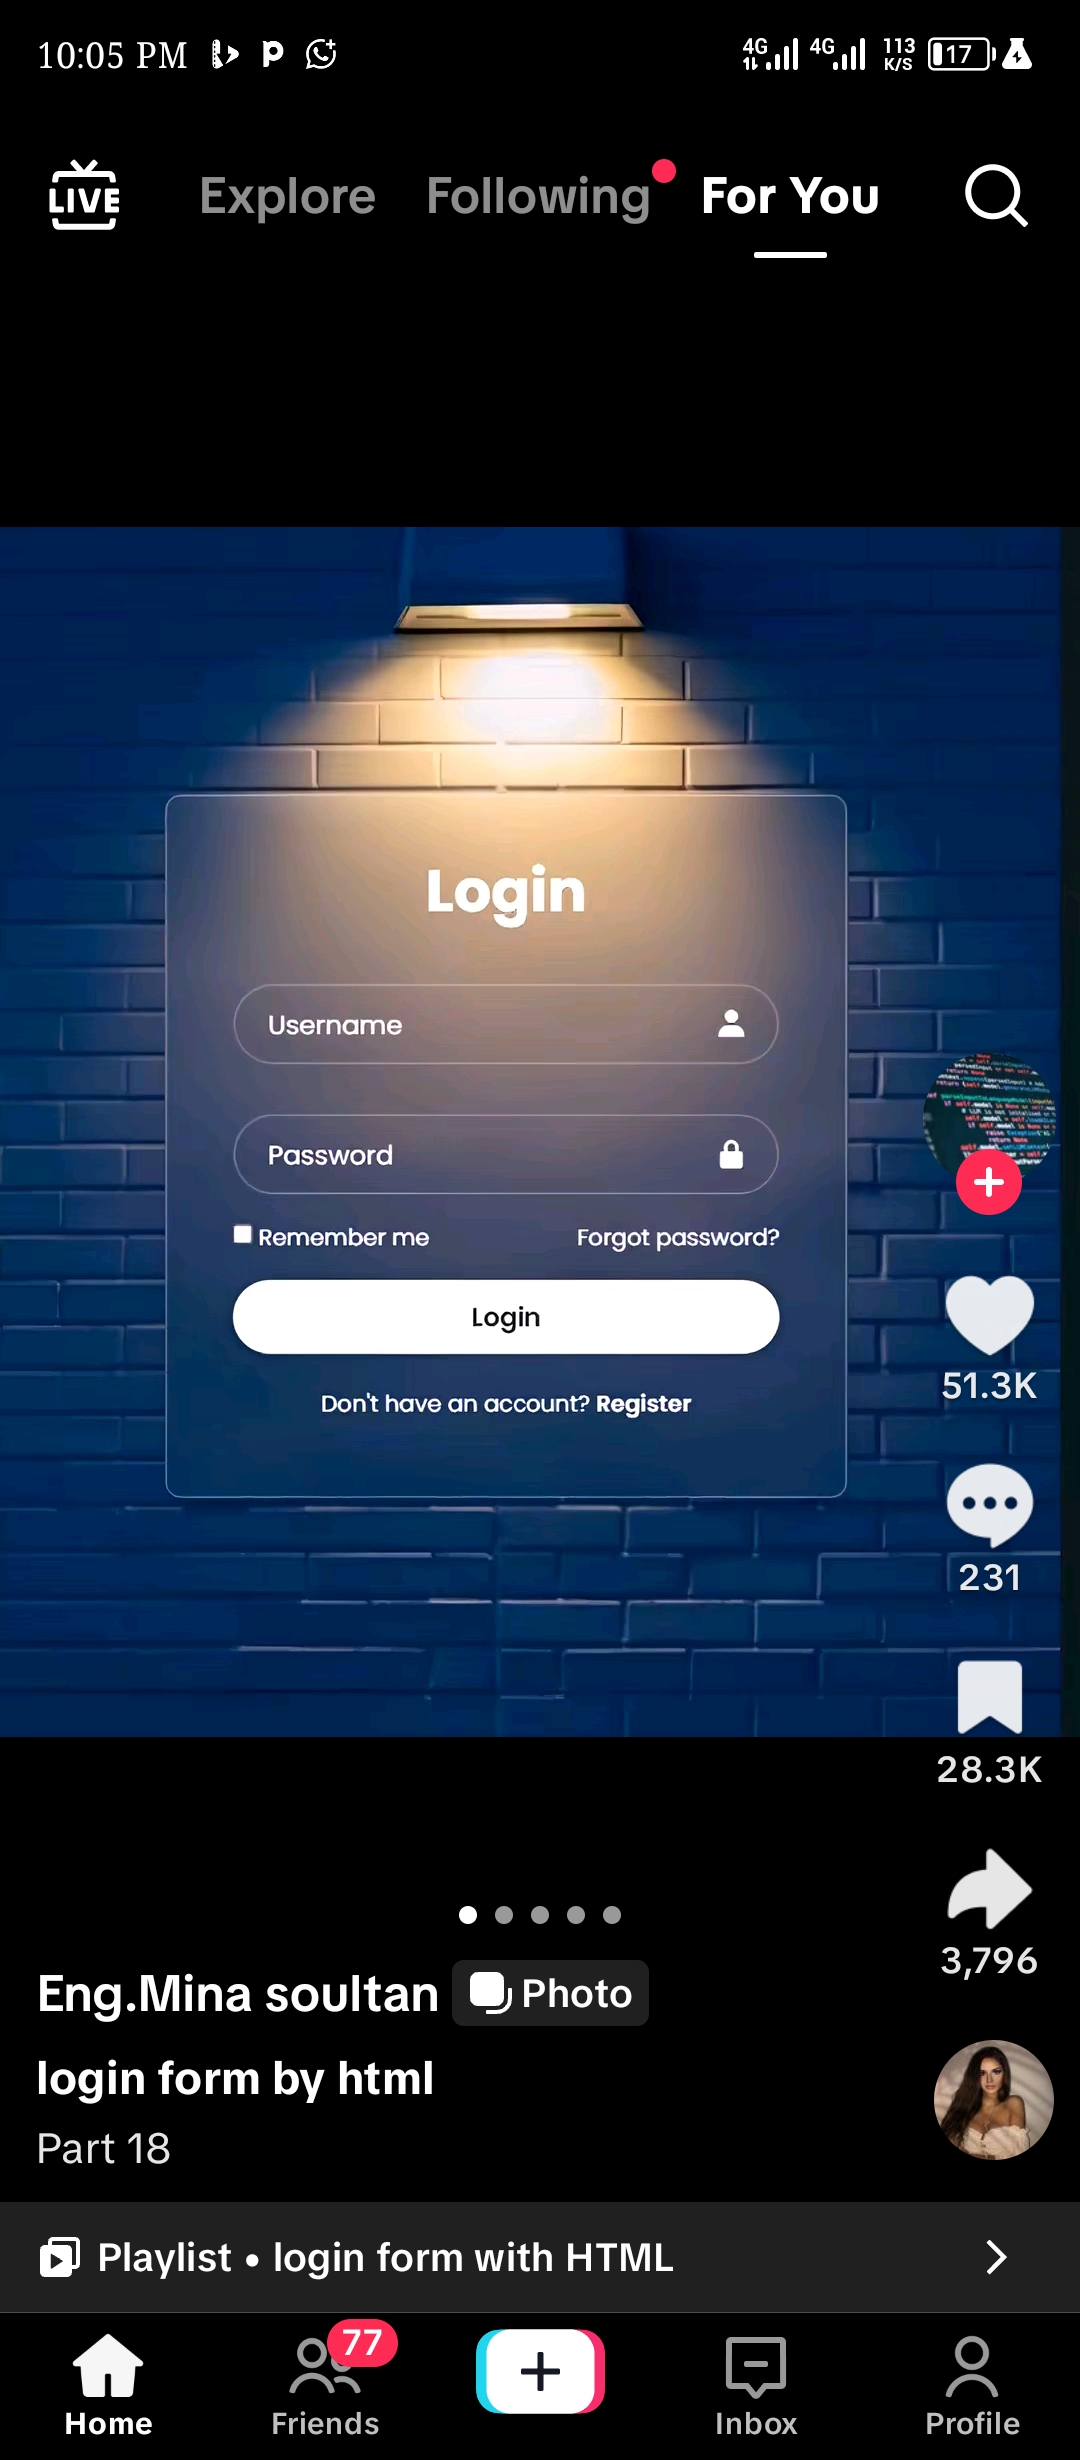 10:05 PM
4G 4G 113 K/S 17
LIVE Explore Following For You
Login
Username
Password
Remember me Forgot password?
Login
Don't have an account? Register
51.3K
231
28.3K
3,796
Eng.Mina soultan Photo
login form by html
Part 18
Playlist • login form with HTML
77
Home Friends Inbox Profile